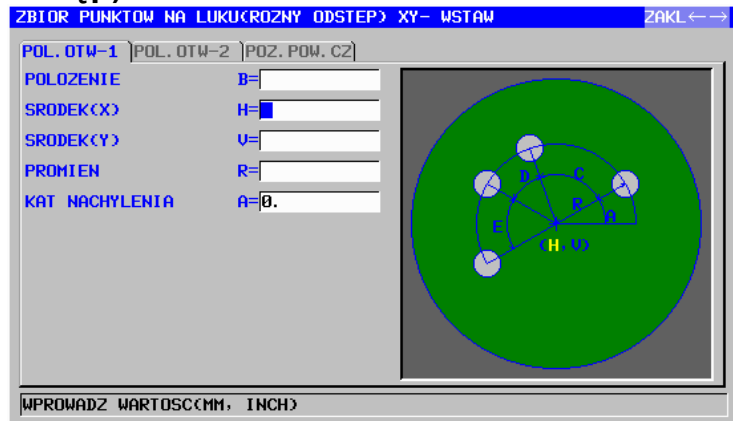 ZBIOR PUNKTOW NA LUKU(ROZNY ODSTEP) XY- WSTAW ZAKL←→
POL.OTW-1 POL.OTW-2 POZ.POW.CZ
POLOZENIE B=
SRODEK(X) H=
SRODEK(Y) V=
PROMIEN R=
KAT NACHYLENIA A=0.
D C
R
E A
(H,V)
WPROWADZ WARTOSC(MM, INCH)